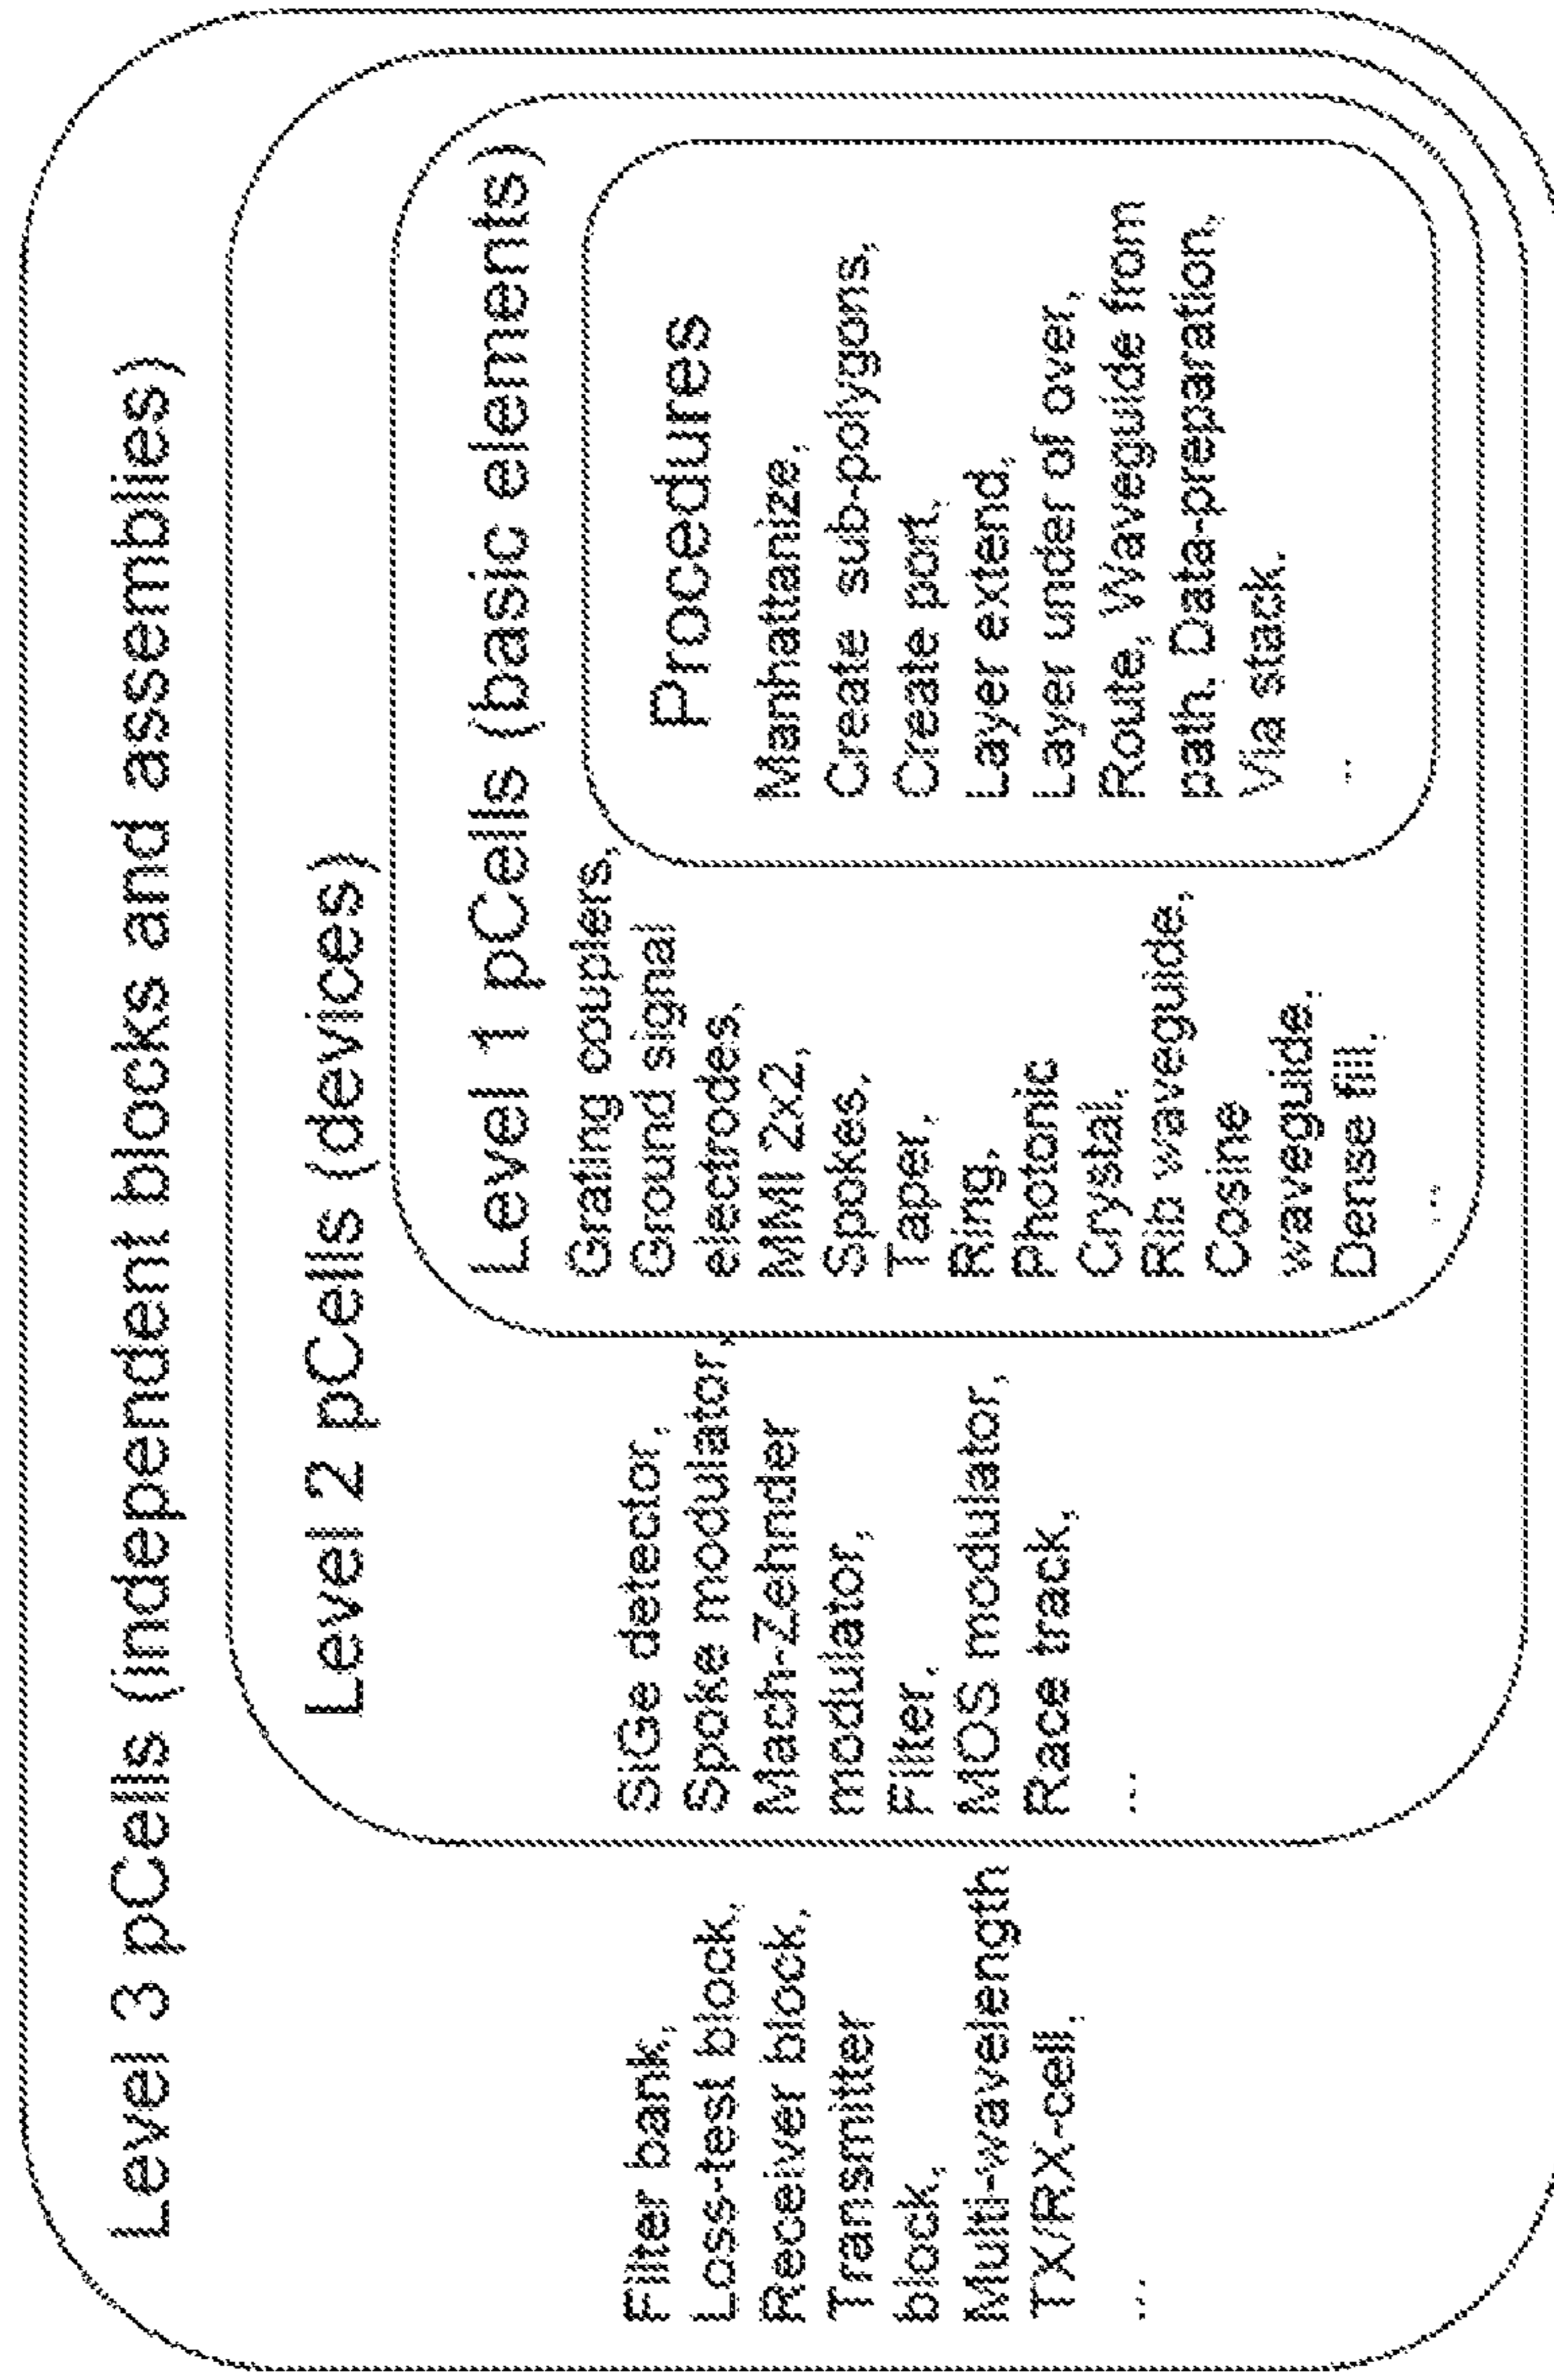 Level 3 pCells (independent blocks and assemblies)
Filter bank,
Loss-test block,
Receiver block,
Transmitter
block,
Multi-wavelength
TX/RX-cell,
...
Level 2 pCells (devices)
SiGe detector,
Spoke modulator,
Mach-Zehnder
modulator,
Filter,
MOS modulator,
Race track,
...
Level 1 pCells (basic elements)
Grating couplers,
Ground signal
electrodes,
MMI 2x2,
Spokes,
Taper,
Ring,
Photonic
Crystal,
Rib waveguide,
Cosine
waveguide,
Dense fill,
...
Procedures
Manhattanize,
Create sub-polygons,
Create port,
Layer extend,
Layer under of over,
Route, Waveguide from
path, Data-preparation,
Via stack.
...